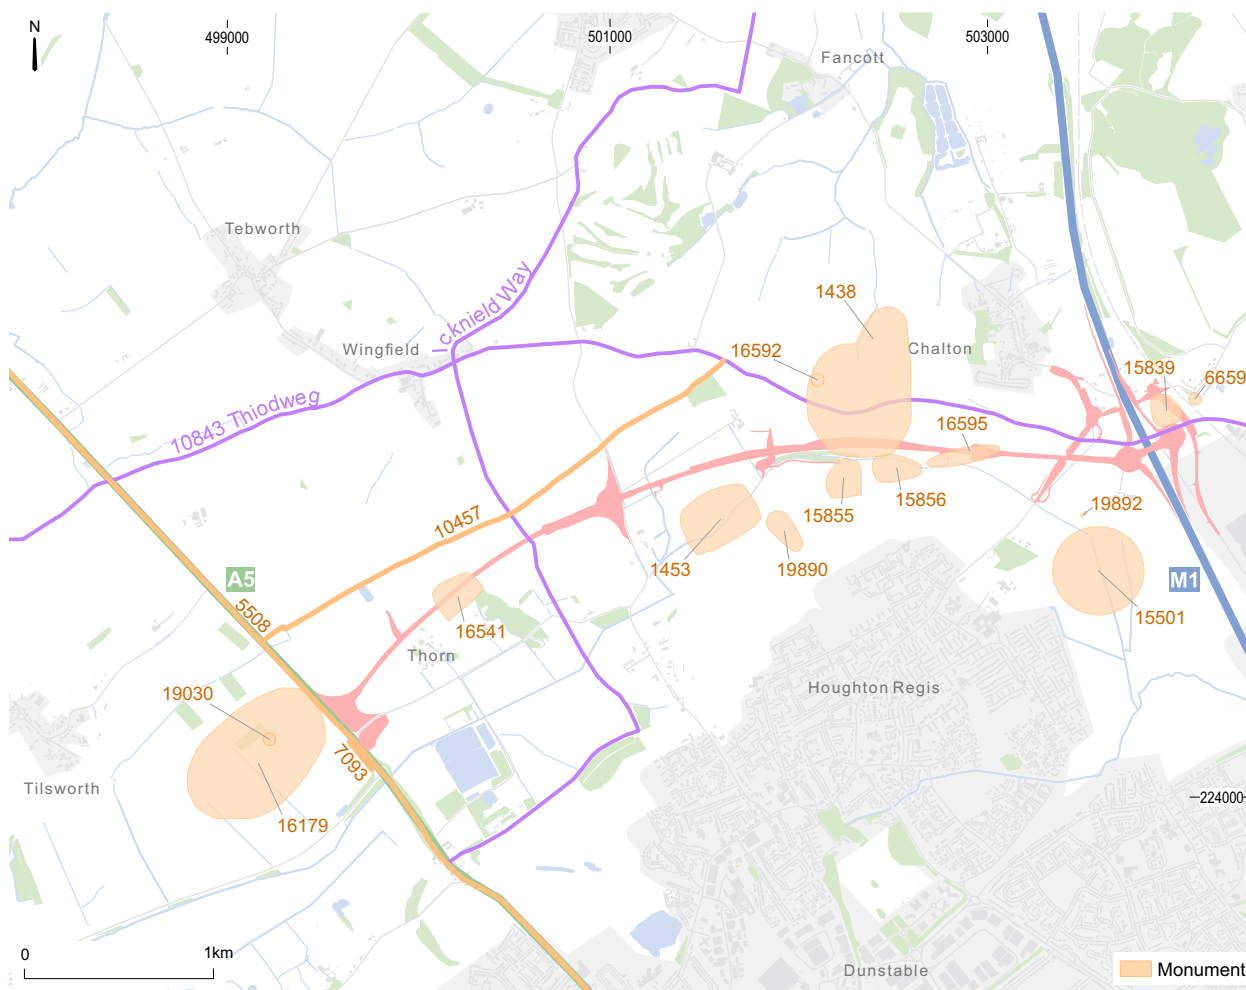 N
499000
501000
503000
Fancott
Tebworth
Icknield Way
1438
Wingfield
16592
Chalton
15839
6659
10843 Thiodweg
16595
10457
15855
15856
19892
1453
19890
A5
M1
5508
16541
15501
Thorn
Houghton Regis
19030
7093
Tilsworth
224000
16179
0
1km
Dunstable
Monument